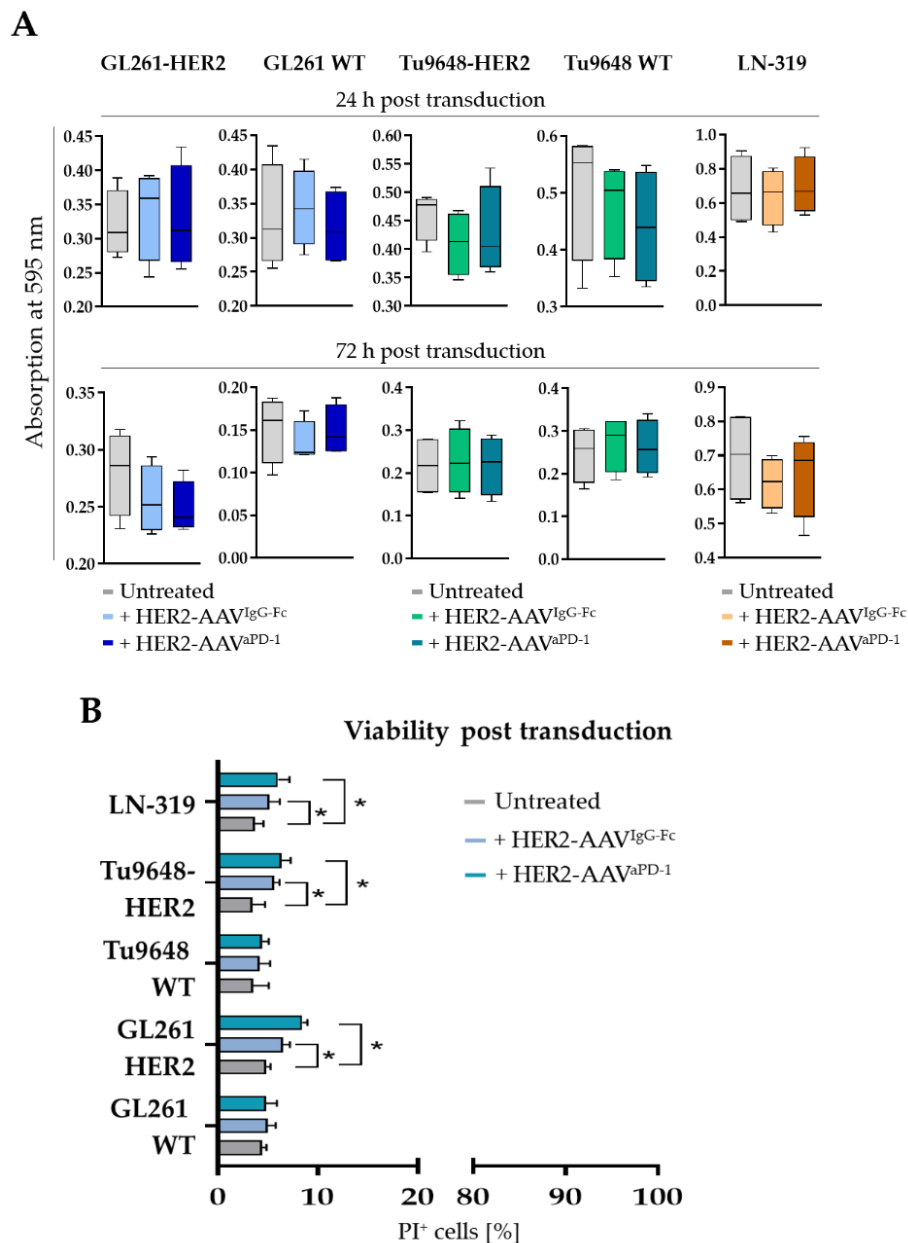 A
GL261-HER2 GL261 WT Tu9648-HER2 Tu9648 WT LN-319
24 h post transduction
Absorption at 595 nm
0.45 0.40 0.35 0.30 0.25 0.20
0.45 0.40 0.35 0.30 0.25 0.20
0.60 0.55 0.50 0.45 0.40 0.35 0.30
0.6 0.5 0.4 0.3
1.0 0.8 0.6 0.4 0.2 0.0
72 h post transduction
0.35 0.30 0.25 0.20
0.20 0.15 0.10 0.05 0.00
0.4 0.3 0.2 0.1 0.0
0.4 0.3 0.2 0.1 0.0
0.9 0.8 0.7 0.6 0.5 0.4
Untreated Untreated Untreated
+ HER2-AAVIgG-Fc + HER2-AAVIgG-Fc + HER2-AAVIgG-Fc
+ HER2-AAVaPD-1 + HER2-AAVaPD-1 + HER2-AAVaPD-1
B
Viability post transduction
Untreated
+ HER2-AAVIgG-Fc
+ HER2-AAVaPD-1
LN-319
* *
Tu9648-
HER2
* *
Tu9648
WT
GL261
HER2
* *
GL261
WT
0 10 20 80 90 100
PI+ cells [%]